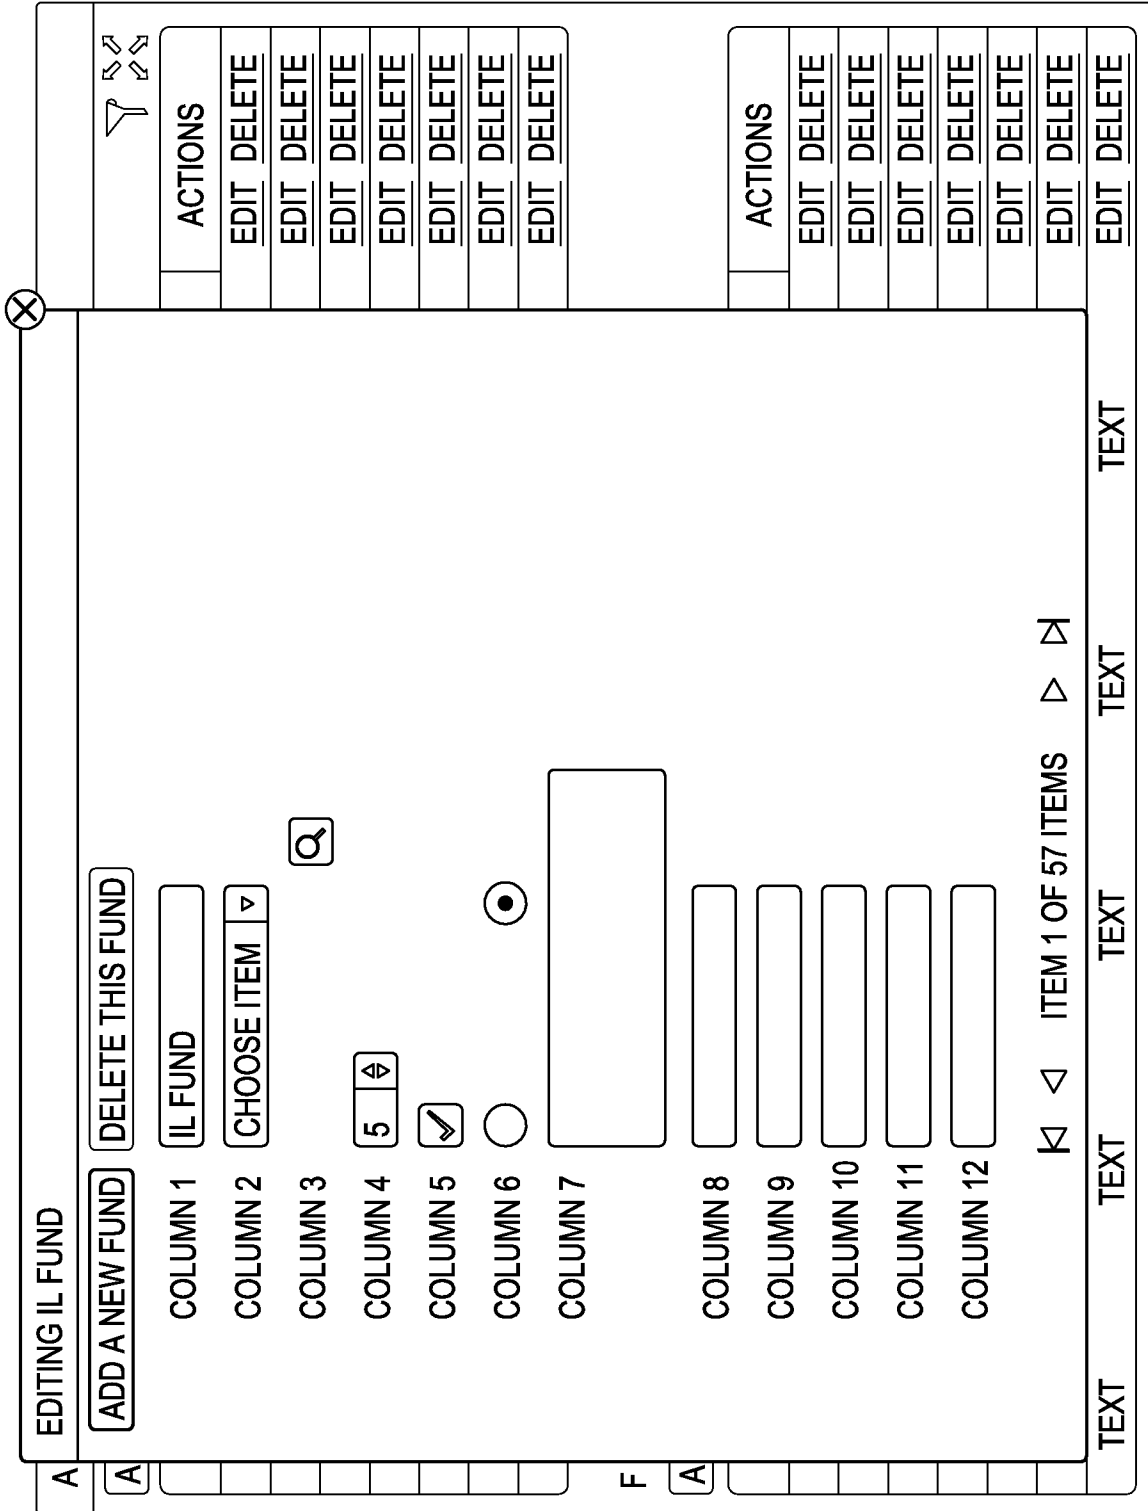 EDITING IL FUND
A
ADD A NEW FUND DELETE THIS FUND
A
COLUMN 1 IL FUND ACTIONS
COLUMN 2 CHOOSE ITEM EDIT DELETE
COLUMN 3 EDIT DELETE
EDIT DELETE
COLUMN 4 5 EDIT DELETE
COLUMN 5 EDIT DELETE
COLUMN 6 EDIT DELETE
COLUMN 7 EDIT DELETE
F
A
COLUMN 8
COLUMN 9 ACTIONS
EDIT DELETE
COLUMN 10 EDIT DELETE
COLUMN 11 EDIT DELETE
COLUMN 12 EDIT DELETE
EDIT DELETE
ITEM 1 OF 57 ITEMS EDIT DELETE
EDIT DELETE
TEXT TEXT TEXT TEXT TEXT